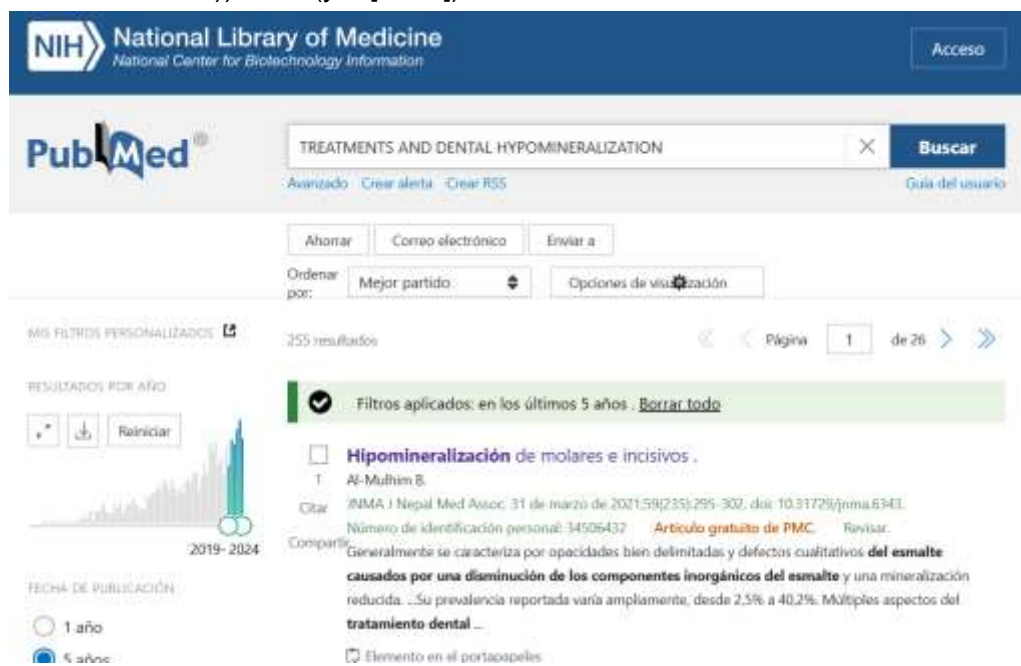 NIH National Library of Medicine
National Center for Biotechnology Information
Acceso
PubMed®
TREATMENTS AND DENTAL HYPOMINERALIZATION
Buscar
Avanzado Crear alerta Crear RSS
Guía del usuario
Ahorrar Correo electrónico Enviar a
Ordenar por: Mejor partido
Opciones de visualización
MIS FILTROS PERSONALIZADOS
255 resultados
Página 1 de 26
RESULTADOS POR AÑO
Reiniciar
2019- 2024
Filtros aplicados: en los últimos 5 años . Borrar todo
Hipomineralización de molares e incisivos .
1
Al-Mulhim B.
Citar
JNMA J Nepal Med Assoc. 31 de marzo de 2021;59(235):295-302. doi: 10.31729/jnma.6343.
Número de identificación personal: 34506437 Artículo gratuito de PMC. Revisar.
Compartir
Generalmente se caracteriza por opacidades bien delimitadas y defectos cualitativos del esmalte
causados por una disminución de los componentes inorgánicos del esmalte y una mineralización
reducida. ...Su prevalencia reportada varía ampliamente, desde 2,5% a 40,2%. Múltiples aspectos del
tratamiento dental ...
Elemento en el portapapeles
FECHA DE PUBLICACIÓN
1 año
5 años